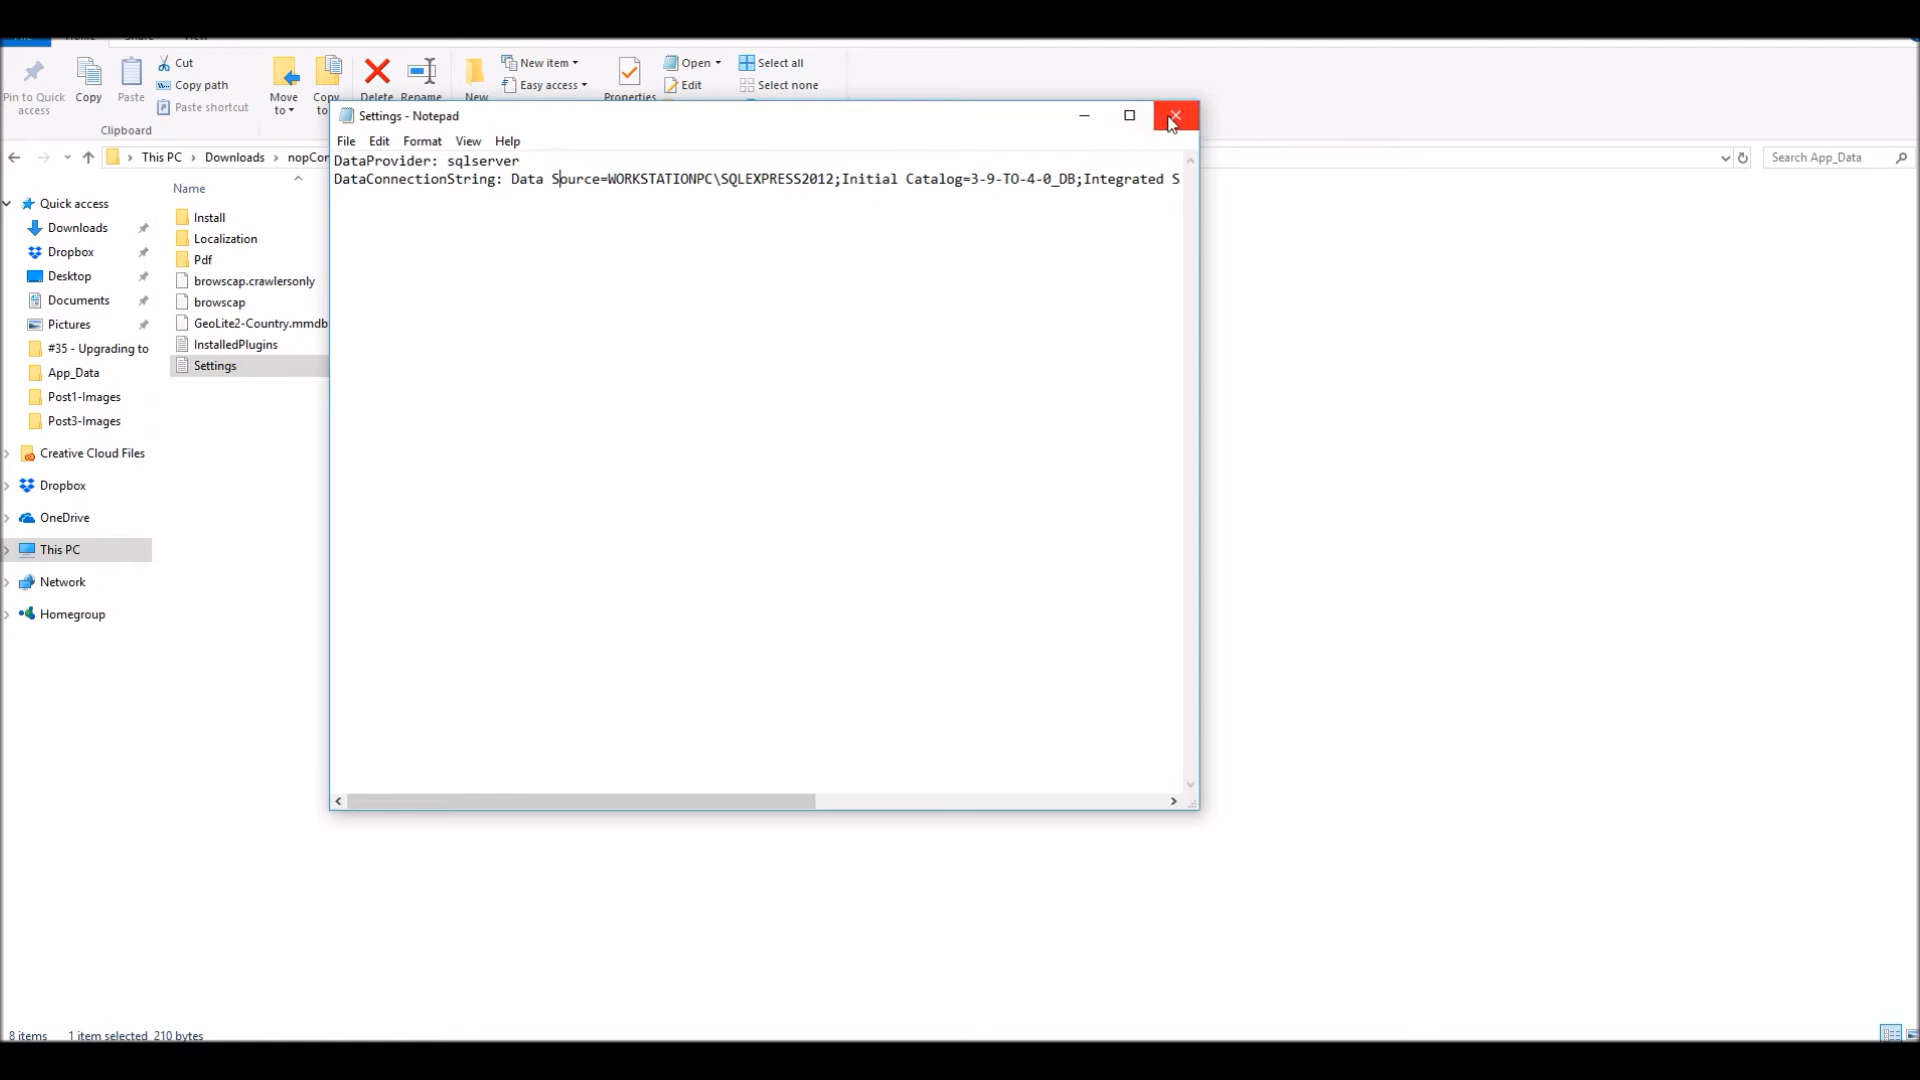 File Home Share View
Pin to Quick access
Copy
Paste
Cut
Copy path
Paste shortcut
Clipboard
Move to
Copy to
Delete
Rename
New
New item
Easy access
Properties
Open
Edit
Select all
Select none
Settings - Notepad
File Edit Format View Help
DataProvider: sqlserver
DataConnectionString: Data Source=WORKSTATIONPC\SQLEXPRESS2012;Initial Catalog=3-9-TO-4-0_DB;Integrated S
This PC > Downloads > nopCor
Search App_Data
Name
Quick access
Downloads
Dropbox
Desktop
Documents
Pictures
#35 - Upgrading to
App_Data
Post1-Images
Post3-Images
Creative Cloud Files
Dropbox
OneDrive
This PC
Network
Homegroup
Install
Localization
Pdf
browscap.crawlersonly
browscap
GeoLite2-Country.mmdb
InstalledPlugins
Settings
8 items 1 item selected 210 bytes